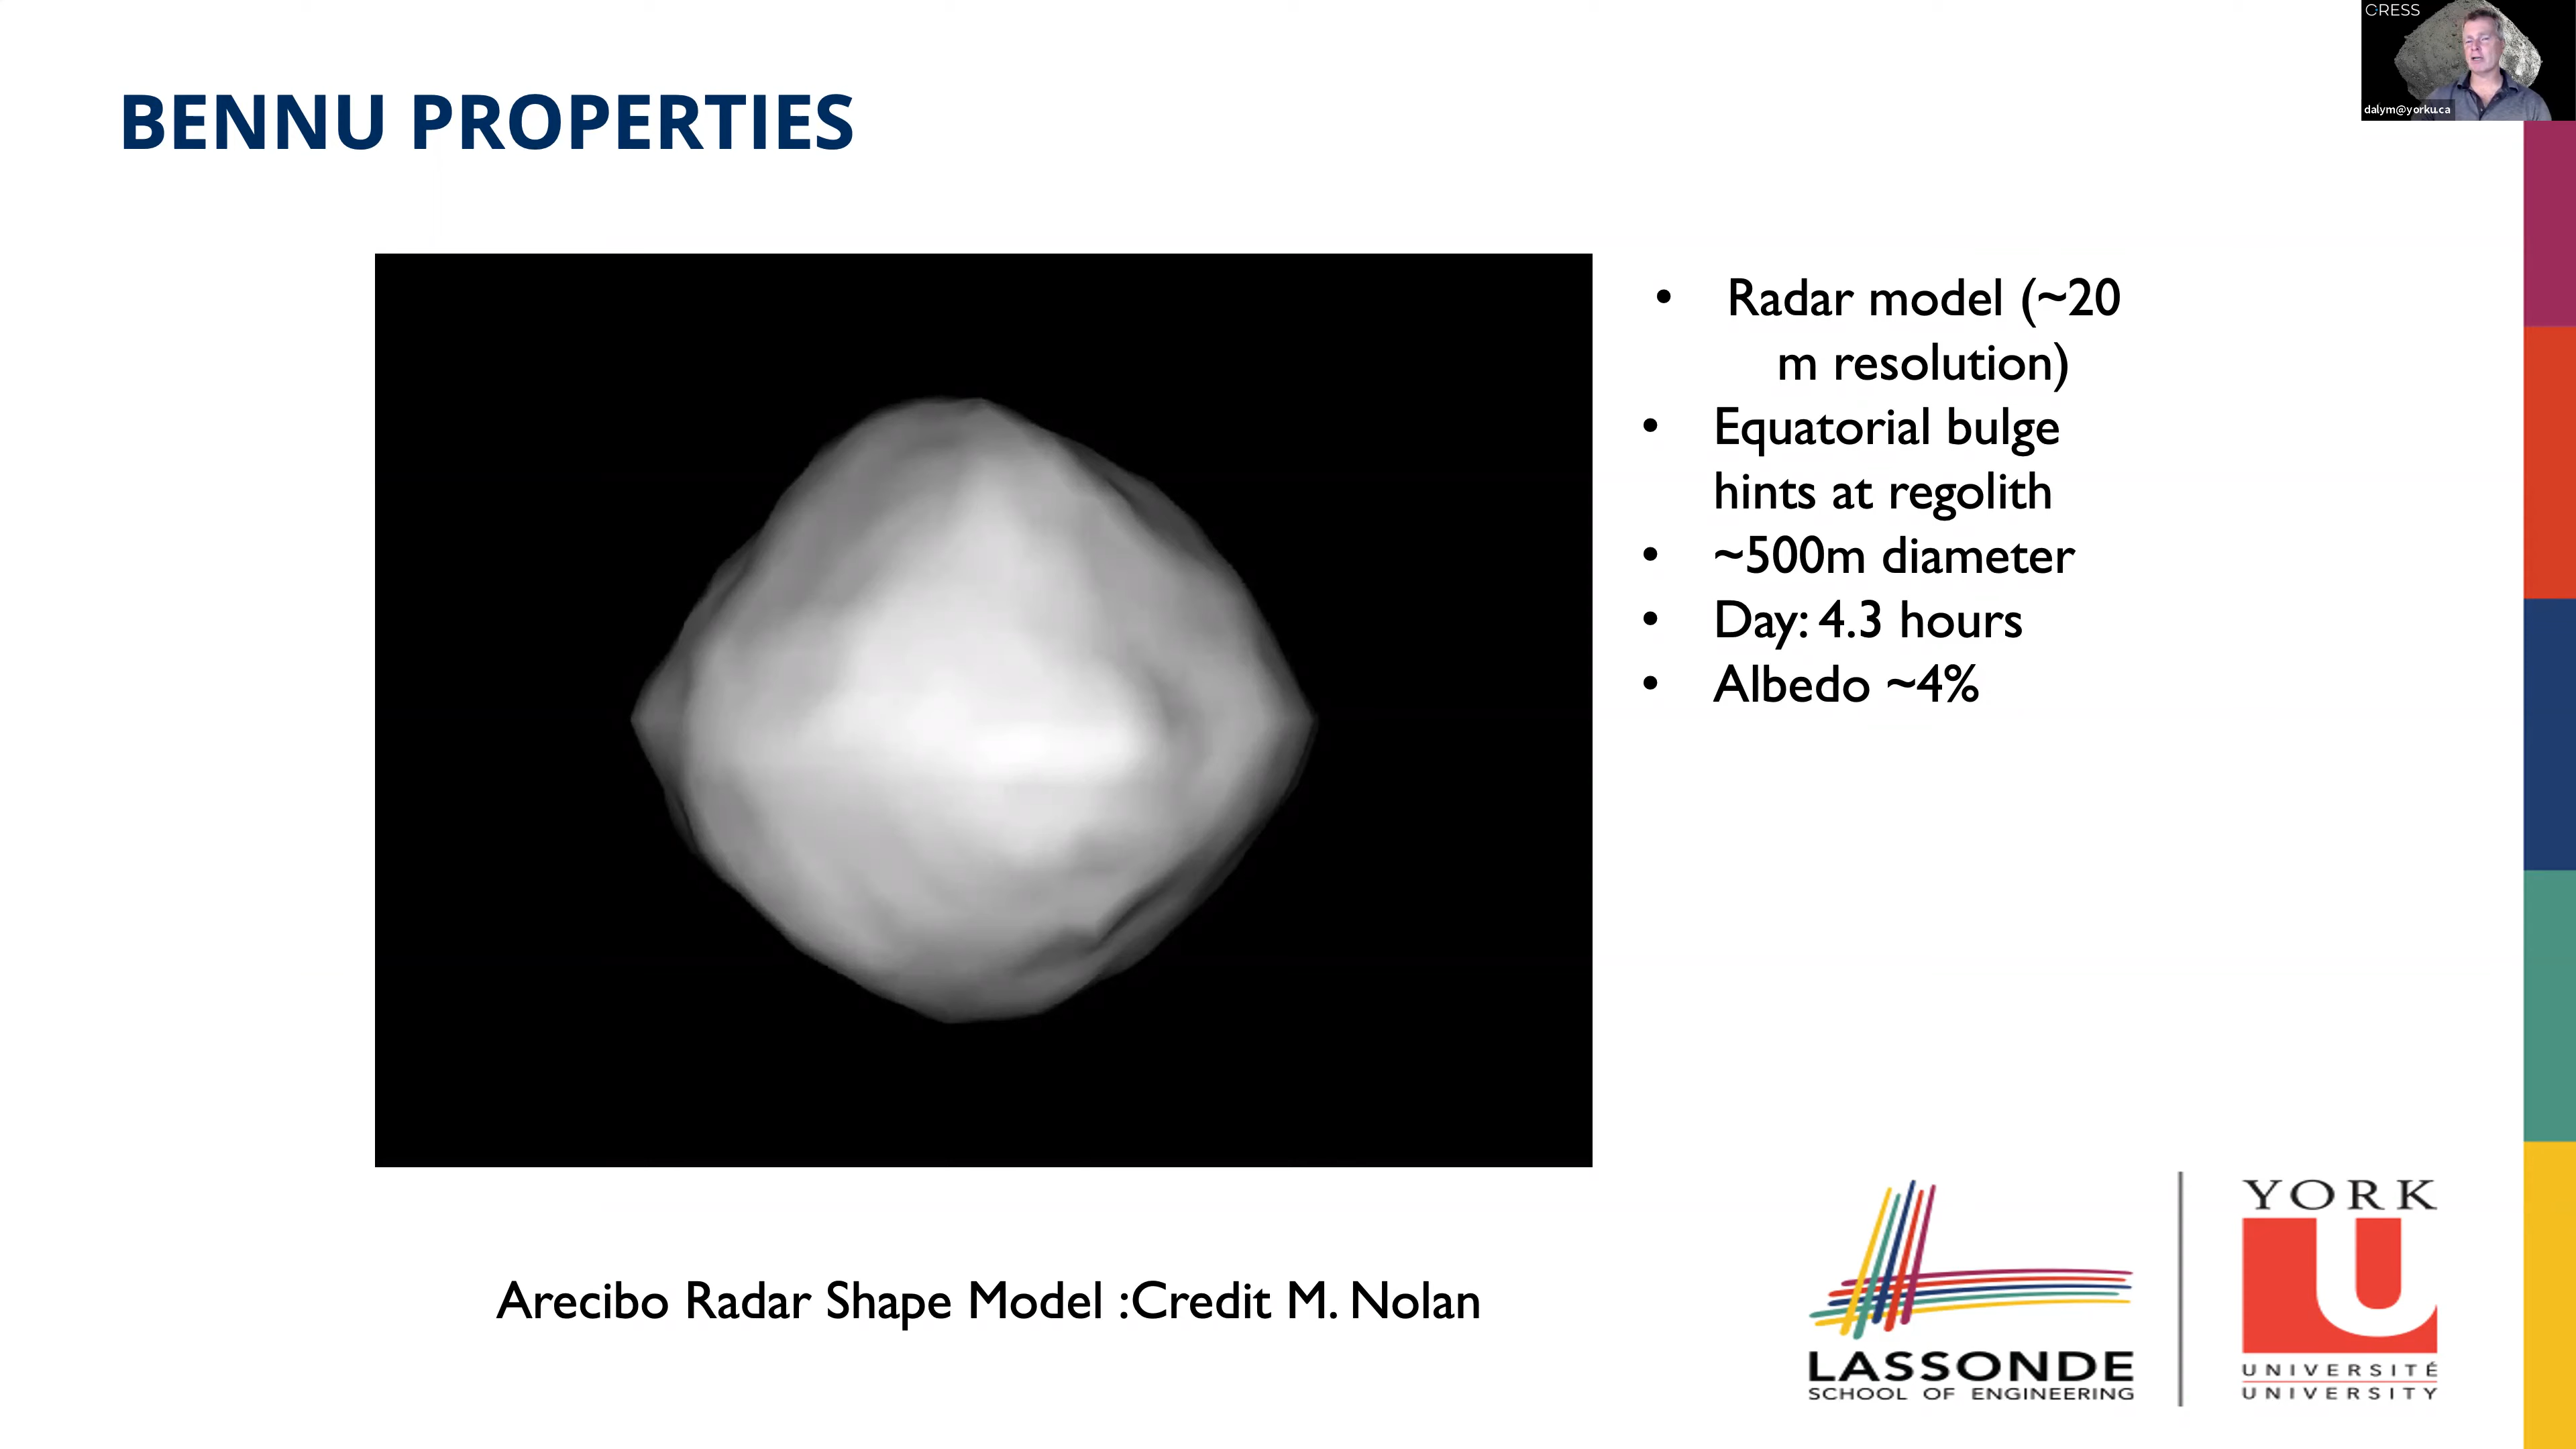 CRESS
dalym@yorku.ca
BENNU PROPERTIES
• Radar model (~20
m resolution)
• Equatorial bulge
hints at regolith
• ~500m diameter
• Day: 4.3 hours
• Albedo ~4%
Arecibo Radar Shape Model :Credit M. Nolan
LASSONDE
SCHOOL OF ENGINEERING
YORK
U
UNIVERSITÉ
UNIVERSITY